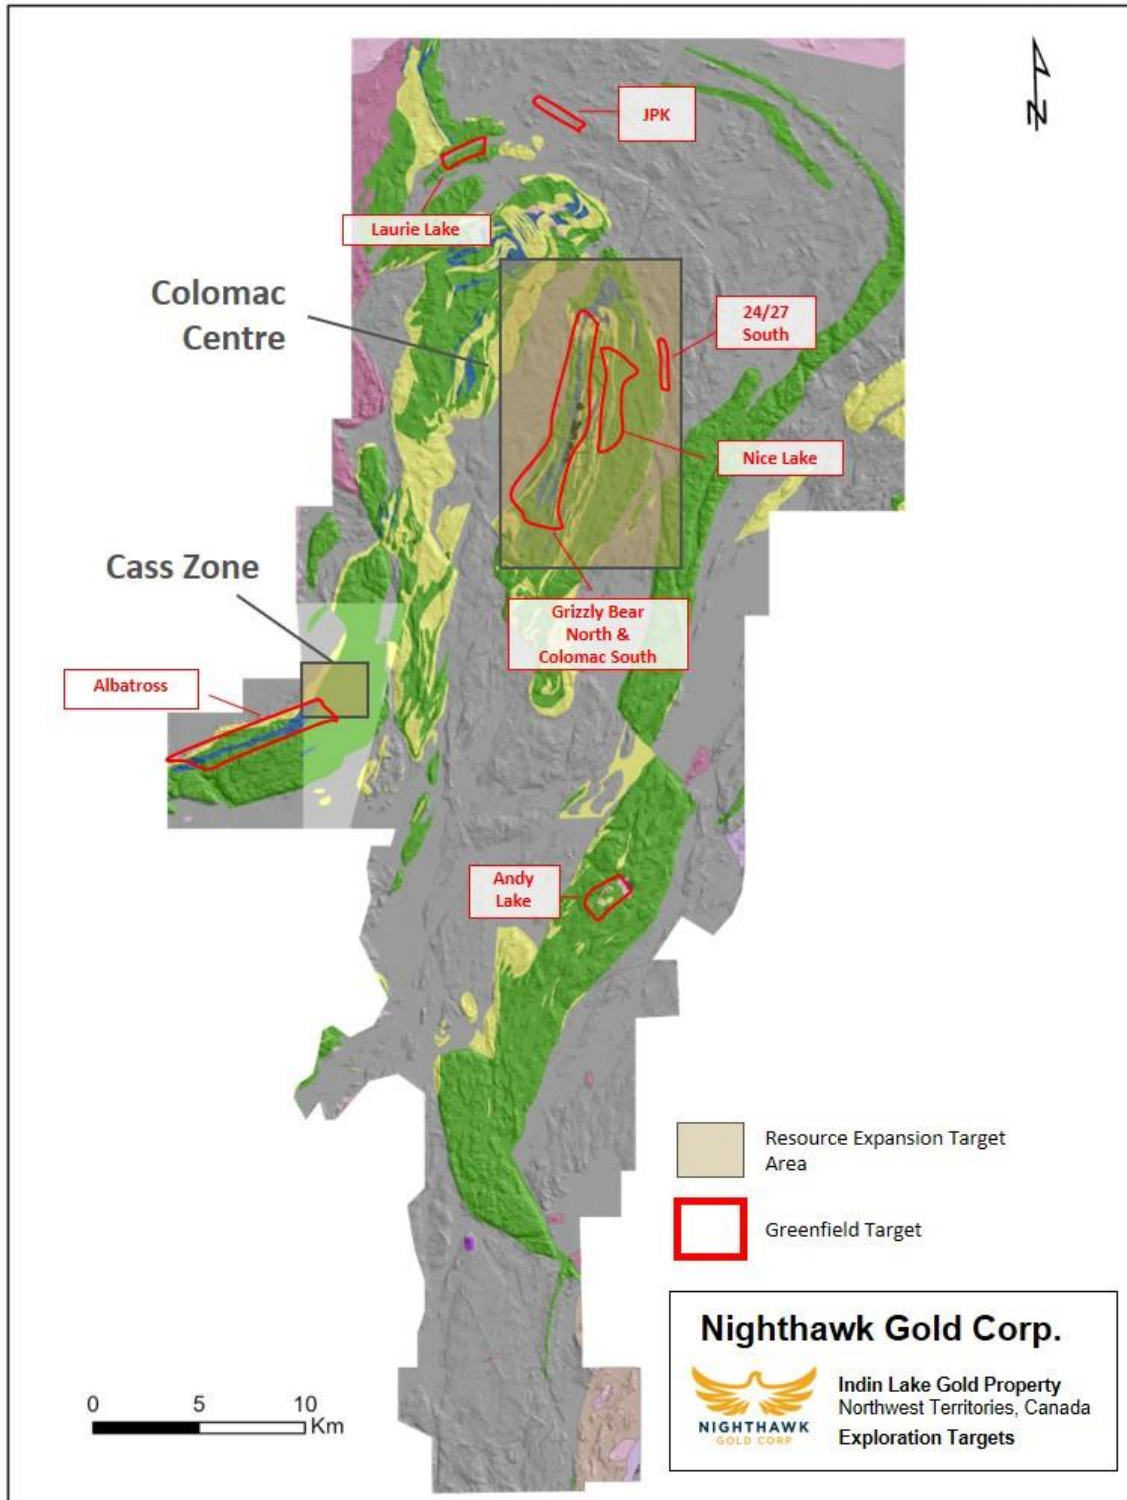 N
JPK
Laurie Lake
Colomac
Centre
24/27
South
Nice Lake
Cass Zone
Grizzly Bear
North &
Colomac South
Albatross
Andy
Lake
Resource Expansion Target
Area
Greenfield Target
Nighthawk Gold Corp.
Indin Lake Gold Property
Northwest Territories, Canada
Exploration Targets
NIGHTHAWK
GOLD CORP
0 5 10
Km